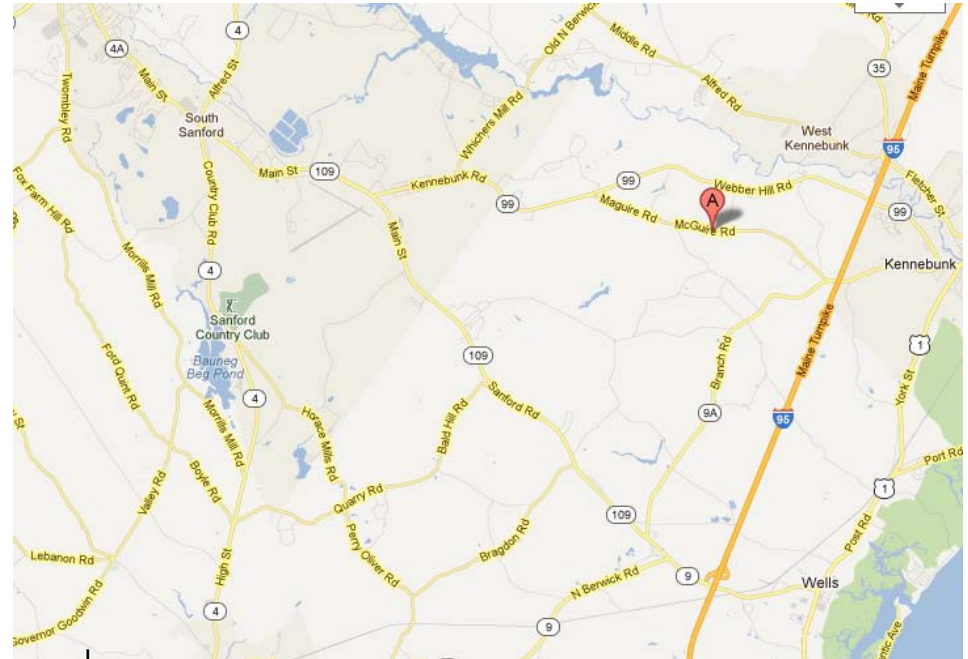 4
4A
Main St
Alfred St
Twombley Rd
South
Sanford
Old N Berwick
Middle Rd
Alfred Rd
35
Maine Turnpike
West
Kennebunk
95
Fletcher St
Whichers Mill Rd
Main St
109
Kennebunk Rd
99
99
Webber Hill Rd
99
A
Maguire Rd
McGuire Rd
Kennebunk
Fox Farm Hill Rd
Morrills Mill Rd
Country Club Rd
4
Main St
Sanford
Country Club
Bauneg
Beg Pond
Ford Quint Rd
109
Sanford Rd
Branch Rd
9A
Maine Turnpike
95
1
York St
Port Rd
1
Post Rd
4
Horace Mills Rd
Bald Hill Rd
Morrills Mill Rd
Boyle Rd
Valley Rd
Quarry Rd
109
Bragdon Rd
Perry Oliver Rd
Lebanon Rd
High St
Governor Goodwin Rd
4
N Berwick Rd
9
9
Wells
ntic Ave